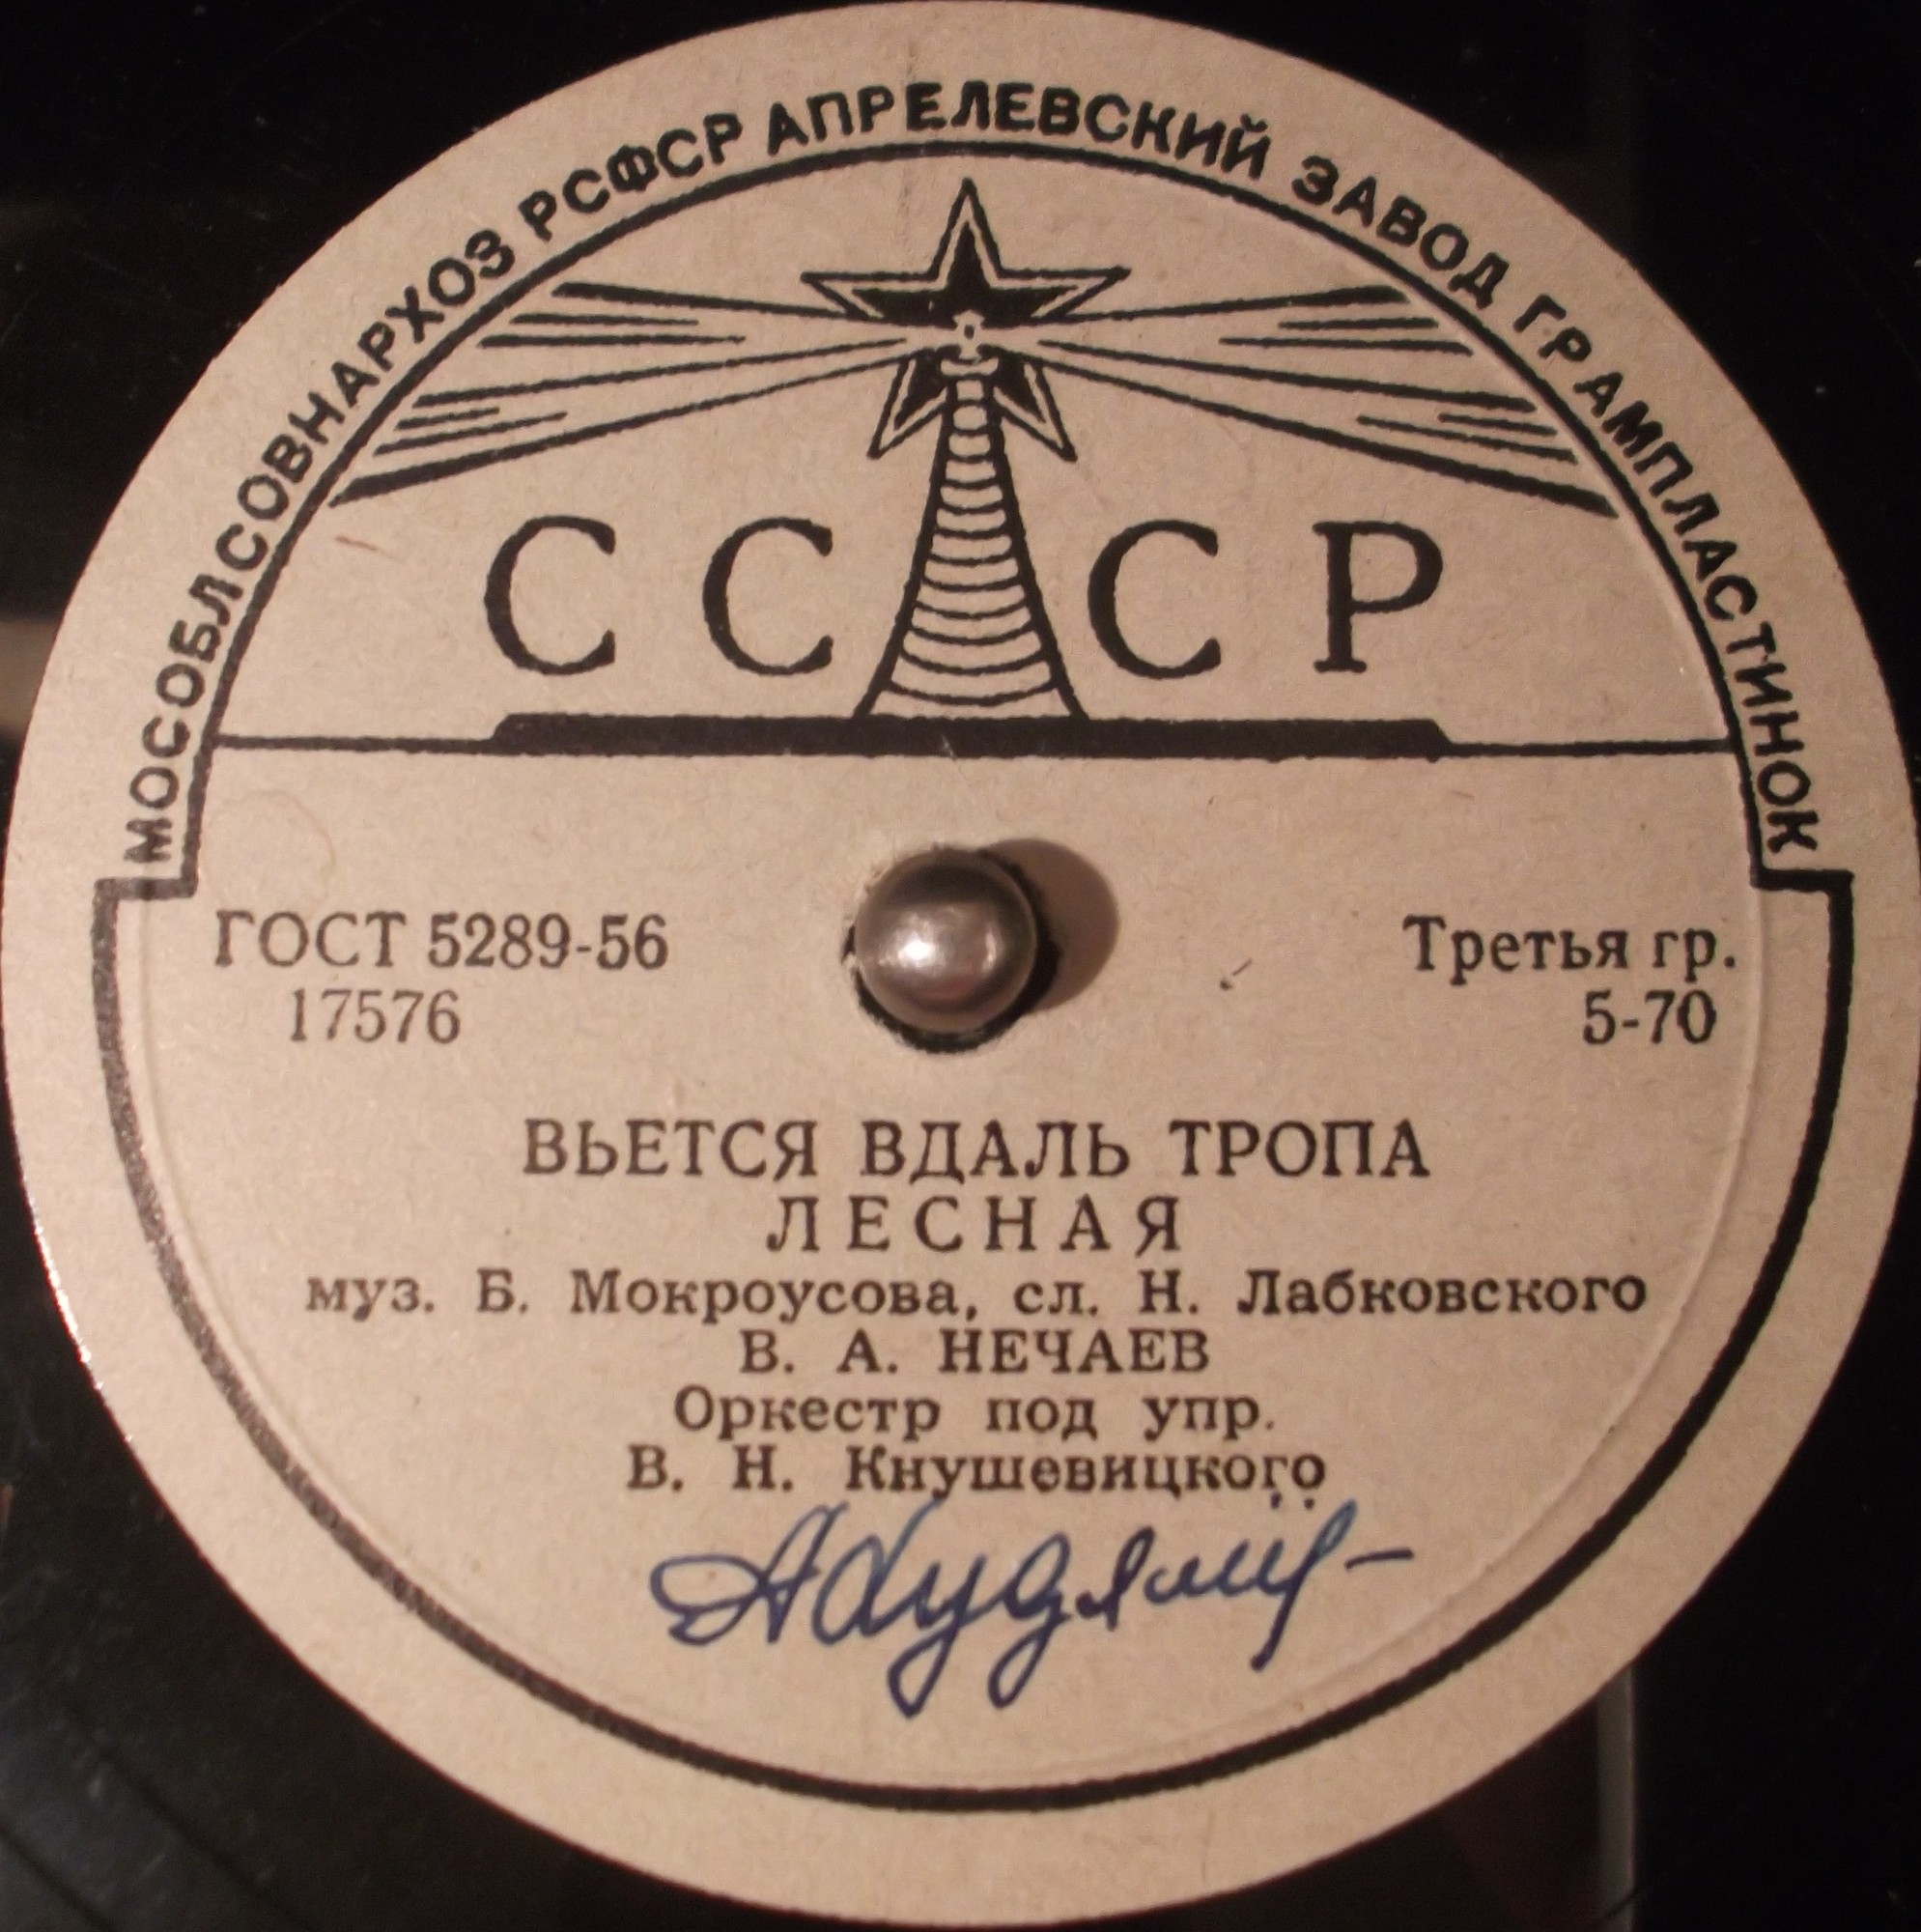 МОСОБЛСОВНАРХОЗ РСФСР АПРЕЛЕВСКИЙ ЗАВОД ГРАМПЛАСТИНОК
СССР
ГОСТ 5289-56
17576
Третья гр.
5-70
ВЬЕТСЯ ВДАЛЬ ТРОПА
ЛЕСНАЯ
муз. Б. Мокроусова, сл. Н. Лабковского
В. А. НЕЧАЕВ
Оркестр под упр.
В. Н. Кнушевицкого